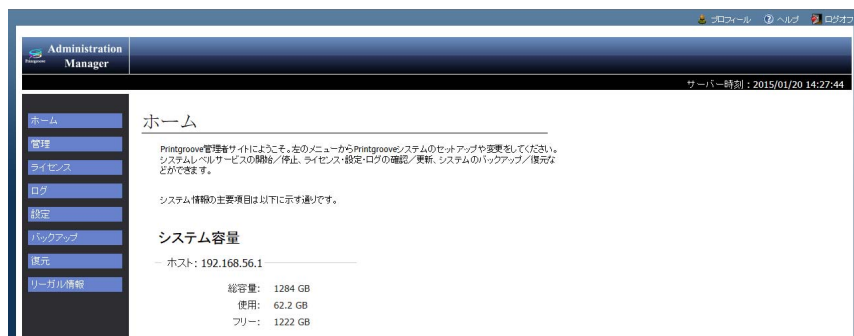 プロフィール ヘルプ ログオフ
Administration
Manager
Printgroove
サーバー時刻：2015/01/20 14:27:44
ホーム
管理
ライセンス
ログ
設定
バックアップ
復元
リーガル情報
ホーム
Printgroove管理者サイトにようこそ。左のメニューからPrintgrooveシステムのセットアップや変更をしてください。
システムレベルサービスの開始／停止、ライセンス・設定・ログの確認／更新、システムのバックアップ／復元な
どができます。
システム情報の主要項目は以下に示す通りです。
システム容量
ホスト: 192.168.56.1
総容量: 1284 GB
使用: 62.2 GB
フリー: 1222 GB